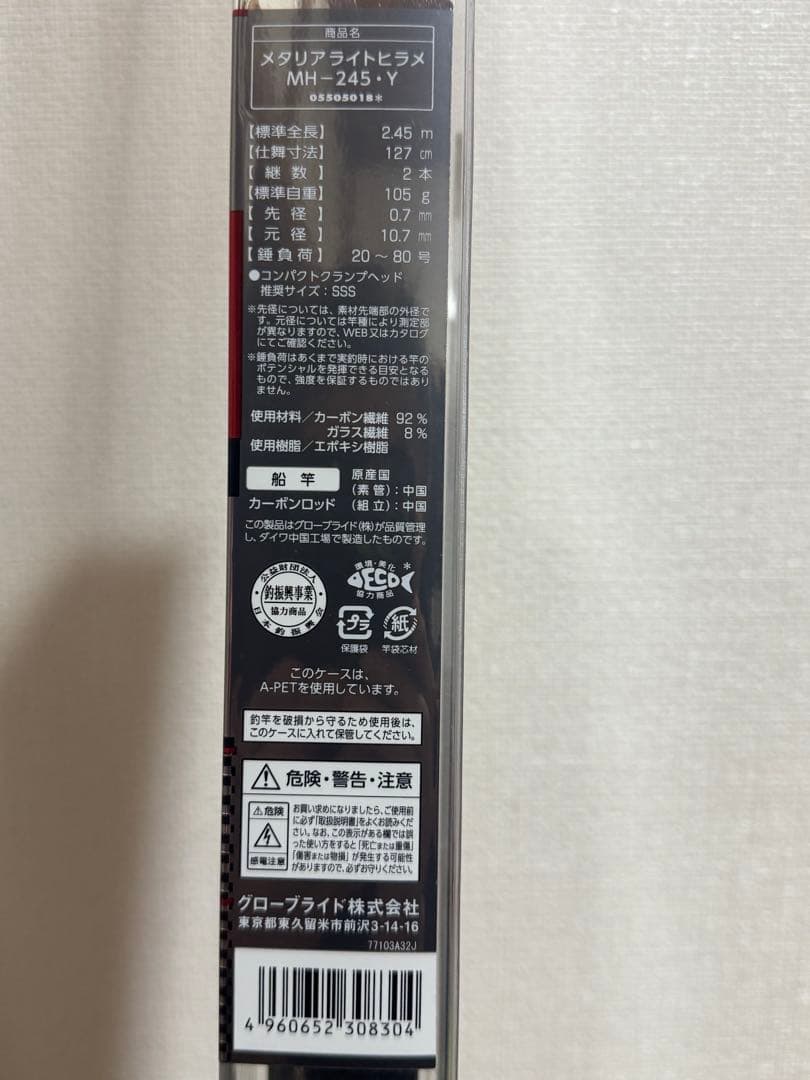 商品名
メタリアライトヒラメ
MH-245・Y
05505018*
【標準全長】 2.45 m
【仕舞寸法】 127 cm
【継数】 2 本
【標準自重】 105 g
【先径】 0.7 mm
【元径】 10.7 mm
【錘負荷】 20～80 号
●コンパクトクランプヘッド
推奨サイズ：SSS
※先径については、素材先端部の外径で
す。元径については竿種により測定部
が異なりますので、WEB又はカタログ
にてご確認ください。
※錘負荷はあくまで実釣時における竿の
ポテンシャルを発揮できる目安となる
もので、強度を保証するものではあり
ません。
使用材料／カーボン繊維 92％
ガラス繊維 8％
使用樹脂／エポキシ樹脂
船竿
カーボンロッド
原産国
（素管）：中国
（組立）：中国
この製品はグローブライド（株）が品質管理
し、ダイワ中国工場で製造したものです。
公益財団法人
釣振興事業
協力商品
日本釣振興会
環境・美化
ECO
*
協力商品
プラ
保護袋
紙
竿袋芯材
このケースは、
A-PETを使用しています。
釣竿を破損から守るため使用後は、
このケースに入れて保管してください。
危険・警告・注意
危険
感電注意
お買い求めになりましたら、ご使用前
に必ず「取扱説明書」をよくお読みくだ
さい。なお、この表示がある欄では誤
った使い方をすると「死亡または重傷」
「傷害または物損」が発生する可能性
がありますので、必ずお守りください。
グローブライド株式会社
東京都東久留米市前沢3-14-16
77103A32J
4 960652 308304